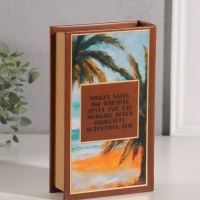 МОЖЕТ БЫТЬ,
ВЫ НАЙДЕТЕ
ДРУГА ТАМ, ГДЕ
МЕНЬШЕ ВСЕГО
ОЖИДАЕТЕ
ВСТРЕТИТЬ ЕГО